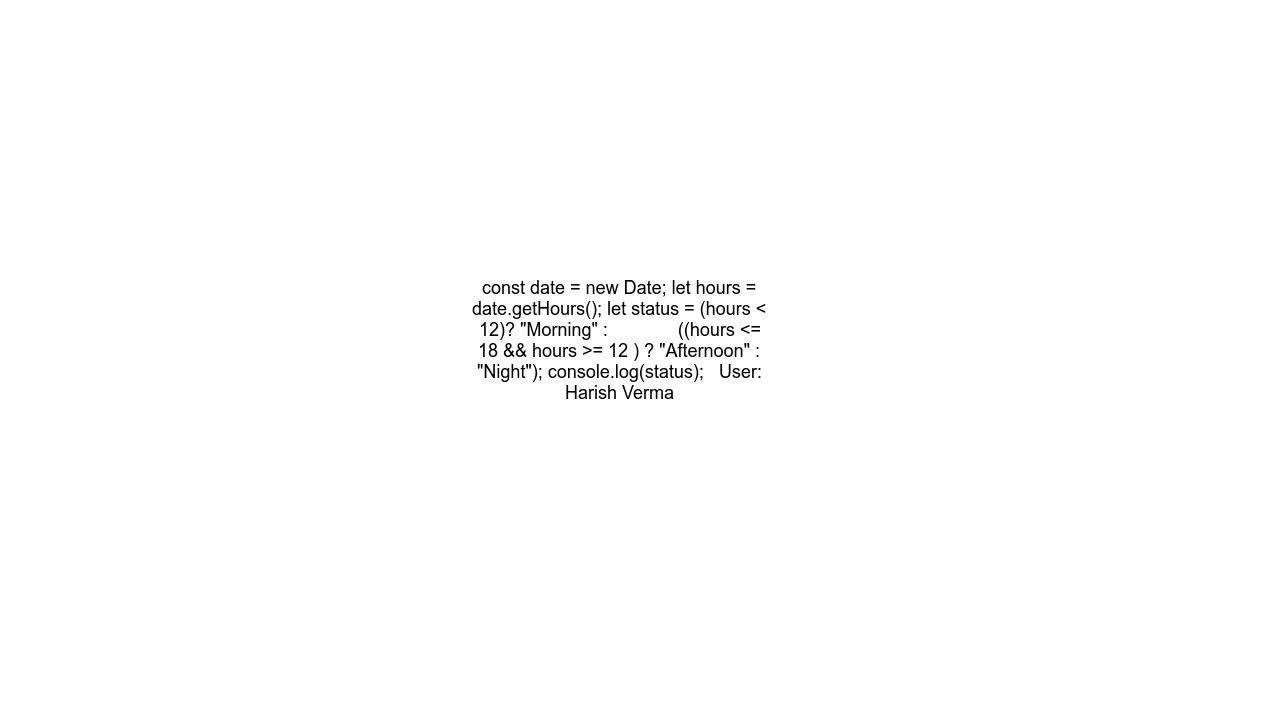 const date = new Date; let hours =
date.getHours(); let status = (hours <
12)? "Morning" :              ((hours <=
18 && hours >= 12 ) ? "Afternoon" :
"Night"); console.log(status);   User:
Harish Verma